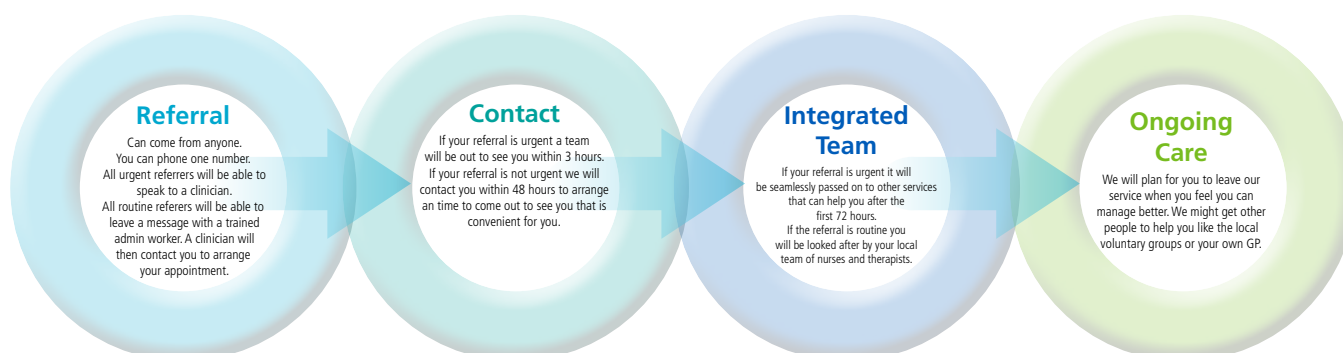 Referral
Can come from anyone.
You can phone one number.
All urgent referrers will be able to
speak to a clinician.
All routine referers will be able to
leave a message with a trained
admin worker. A clinician will
then contact you to arrange
your appointment.
Contact
If your referral is urgent a team
will be out to see you within 3 hours.
If your referral is not urgent we will
contact you within 48 hours to arrange
an time to come out to see you that is
convenient for you.
Integrated
Team
If your referral is urgent it will
be seamlessly passed on to other services
that can help you after the
first 72 hours.
If the referral is routine you
will be looked after by your local
team of nurses and therapists.
Ongoing
Care
We will plan for you to leave our
service when you feel you can
manage better. We might get other
people to help you like the local
voluntary groups or your own GP.